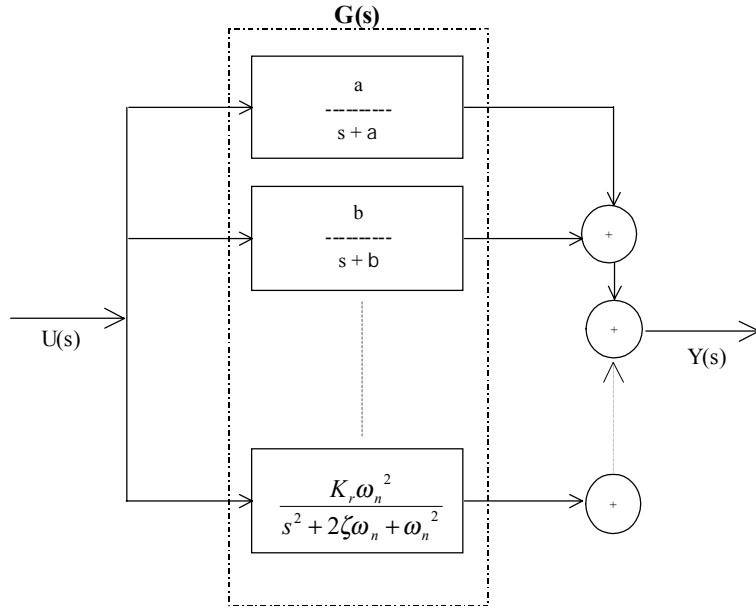 G(s)
a
----------
s + a
b
----------
s + b
+
+
U(s)
Y(s)
K_r ω_n^2
s^2 + 2ζω_n + ω_n^2
+